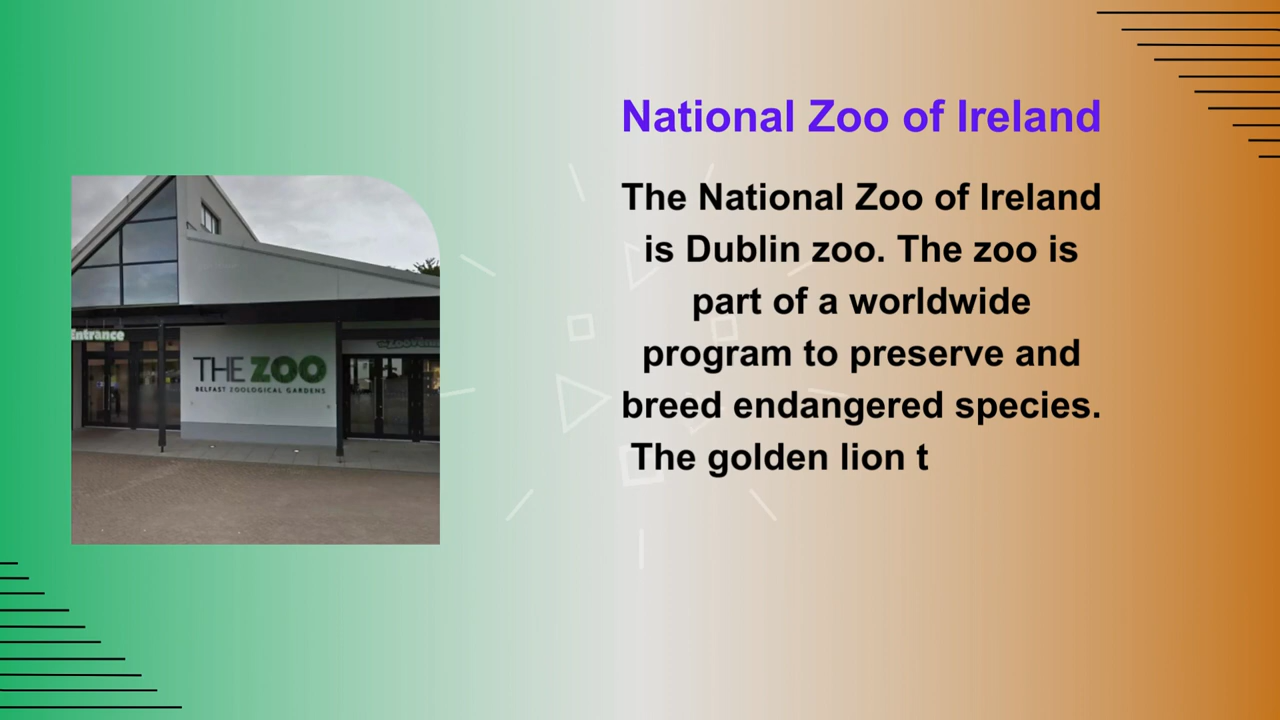 National Zoo of Ireland
The National Zoo of Ireland
is Dublin zoo. The zoo is
part of a worldwide
program to preserve and
breed endangered species.
The golden lion t
Entrance
THE ZOO
BELFAST ZOOLOGICAL GARDENS